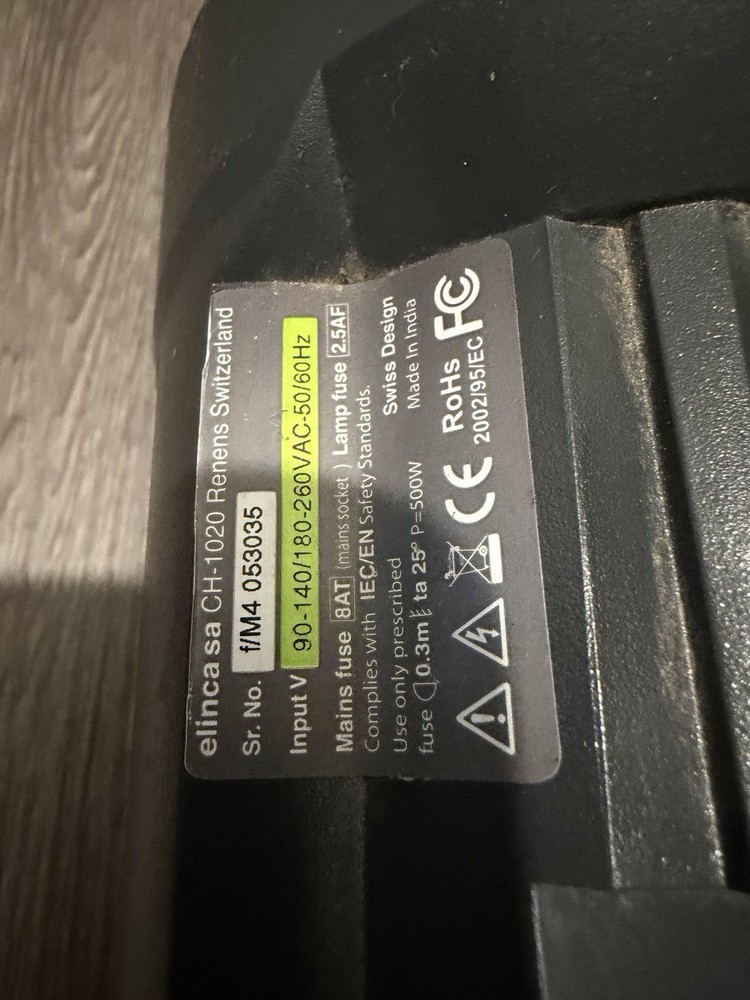 elinca sa CH-1020 Renens Switzerland
Sr. No. f/M4 053035
Input V 90-140/180-260VAC-50/60Hz
Mains fuse 8AT (mains socket ) Lamp fuse 2.5AF
Complies with IEC/EN Safety Standards.
Use only prescribed
fuse 0.3m ta 25° P=500W
Swiss Design
Made In India
CE RoHs
2002/95/EC
FC